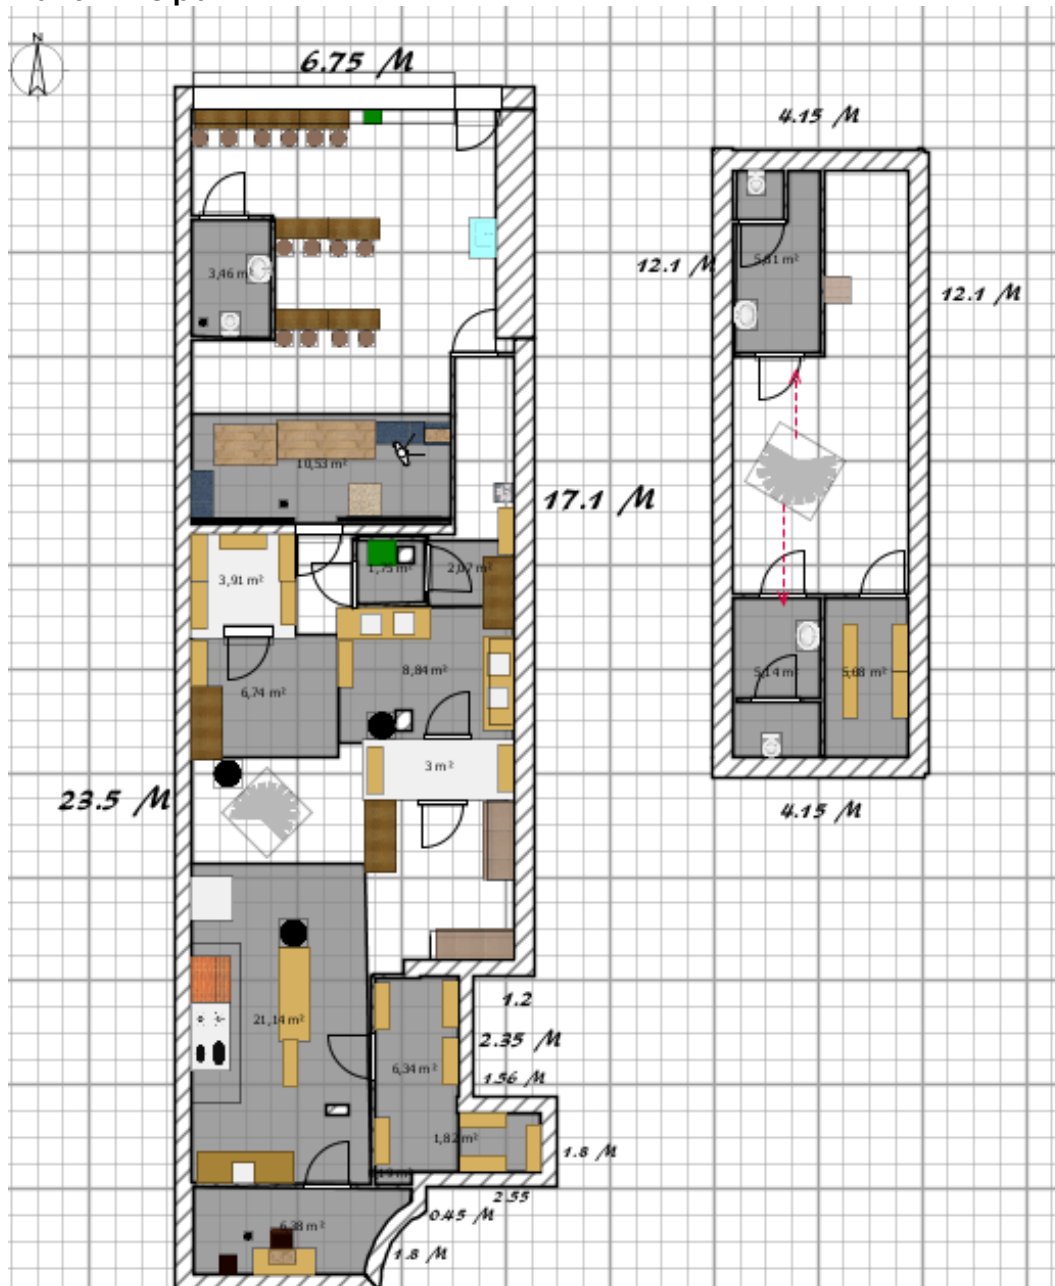 N
6.75 M
4.15 M
3,46 m²
5,81 m²
12.1 M
12.1 M
10,53 m²
17.1 M
3,91 m²
1,75 m²
2,07 m²
6,74 m²
8,84 m²
5,14 m²
5,68 m²
3 m²
23.5 M
4.15 M
1.2
21,14 m²
2.35 M
6,34 m²
1.56 M
1,82 m²
1.8 M
2.55
0.45 M
6,38 m²
1.8 M